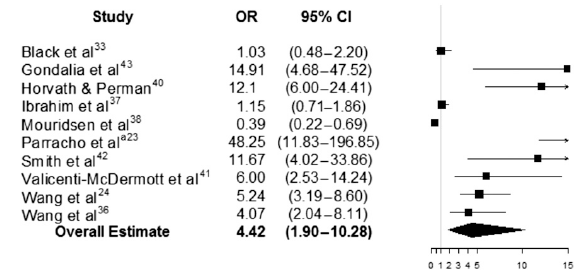 Study OR 95% CI
Black et al33 1.03 (0.48–2.20)
Gondalia et al43 14.91 (4.68–47.52)
Horvath & Perman40 12.1 (6.00–24.41)
Ibrahim et al37 1.15 (0.71–1.86)
Mouridsen et al38 0.39 (0.22–0.69)
Parracho et ala23 48.25 (11.83–196.85)
Smith et al42 11.67 (4.02–33.86)
Valicenti-McDermott et al41 6.00 (2.53–14.24)
Wang et al24 5.24 (3.19–8.60)
Wang et al36 4.07 (2.04–8.11)
Overall Estimate 4.42 (1.90–10.28)
0 1 2 3 4 5 10 15